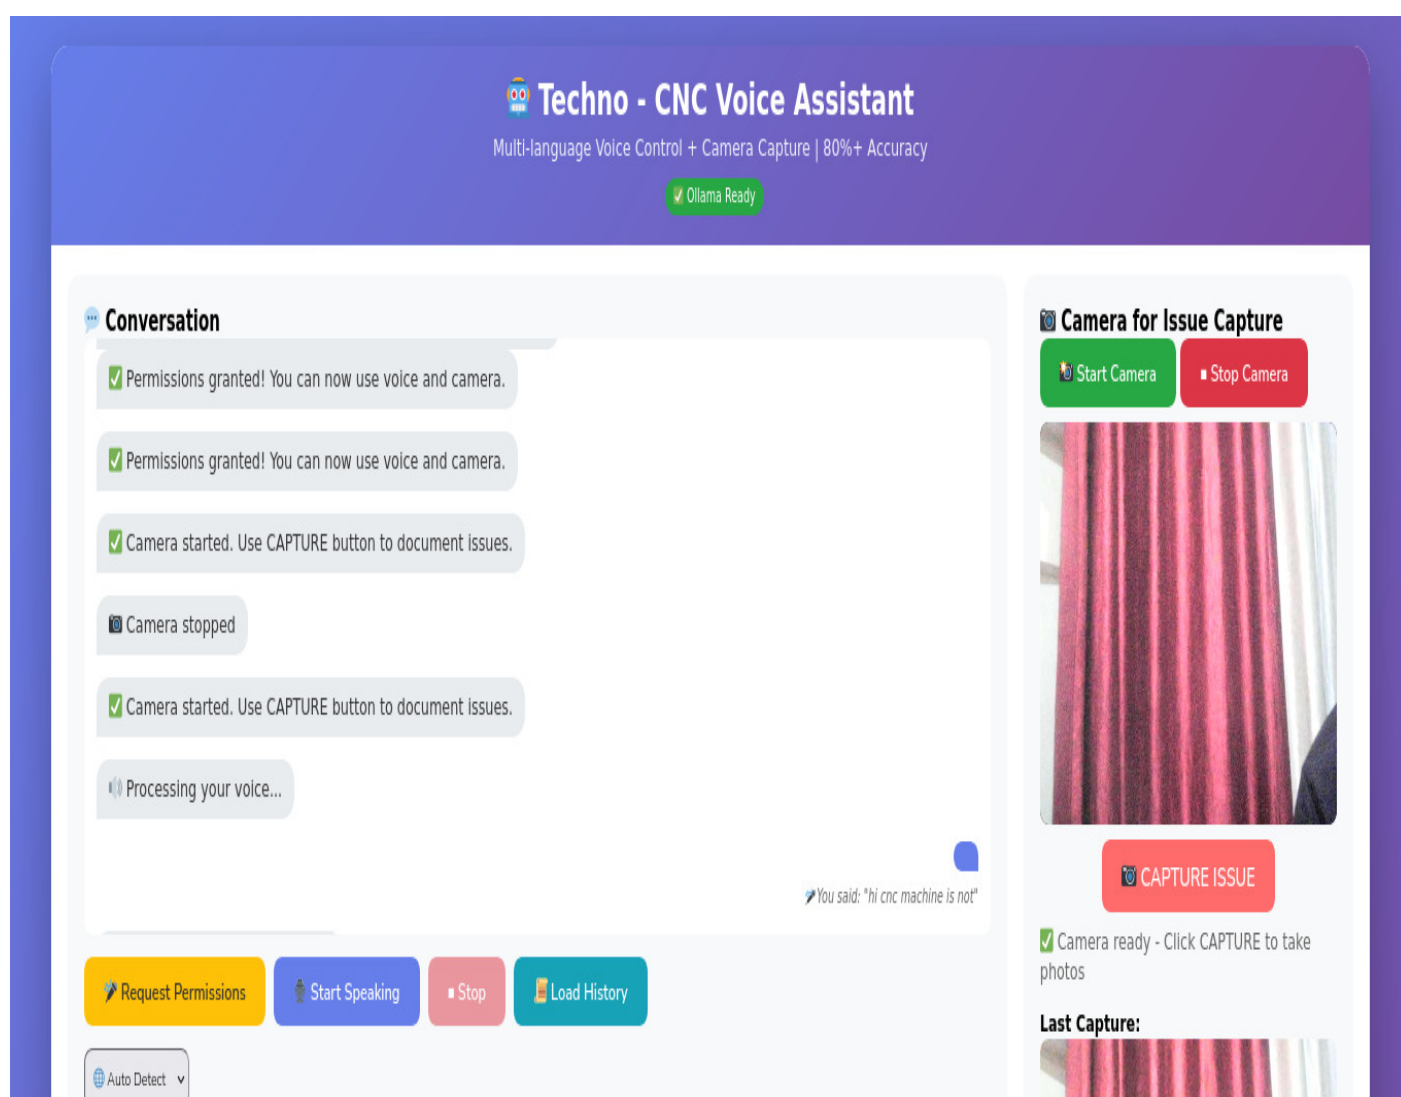 Techno - CNC Voice Assistant
Multi-language Voice Control + Camera Capture | 80%+ Accuracy
✅ Ollama Ready
💬 Conversation
✅ Permissions granted! You can now use voice and camera.
✅ Permissions granted! You can now use voice and camera.
✅ Camera started. Use CAPTURE button to document issues.
📷 Camera stopped
✅ Camera started. Use CAPTURE button to document issues.
🔊 Processing your voice...
🎤 You said: "hi cnc machine is not"
🎤 Request Permissions
Start Speaking
Stop
📜 Load History
🌐 Auto Detect
📷 Camera for Issue Capture
📸 Start Camera
Stop Camera
📷 CAPTURE ISSUE
✅ Camera ready - Click CAPTURE to take
photos
Last Capture: